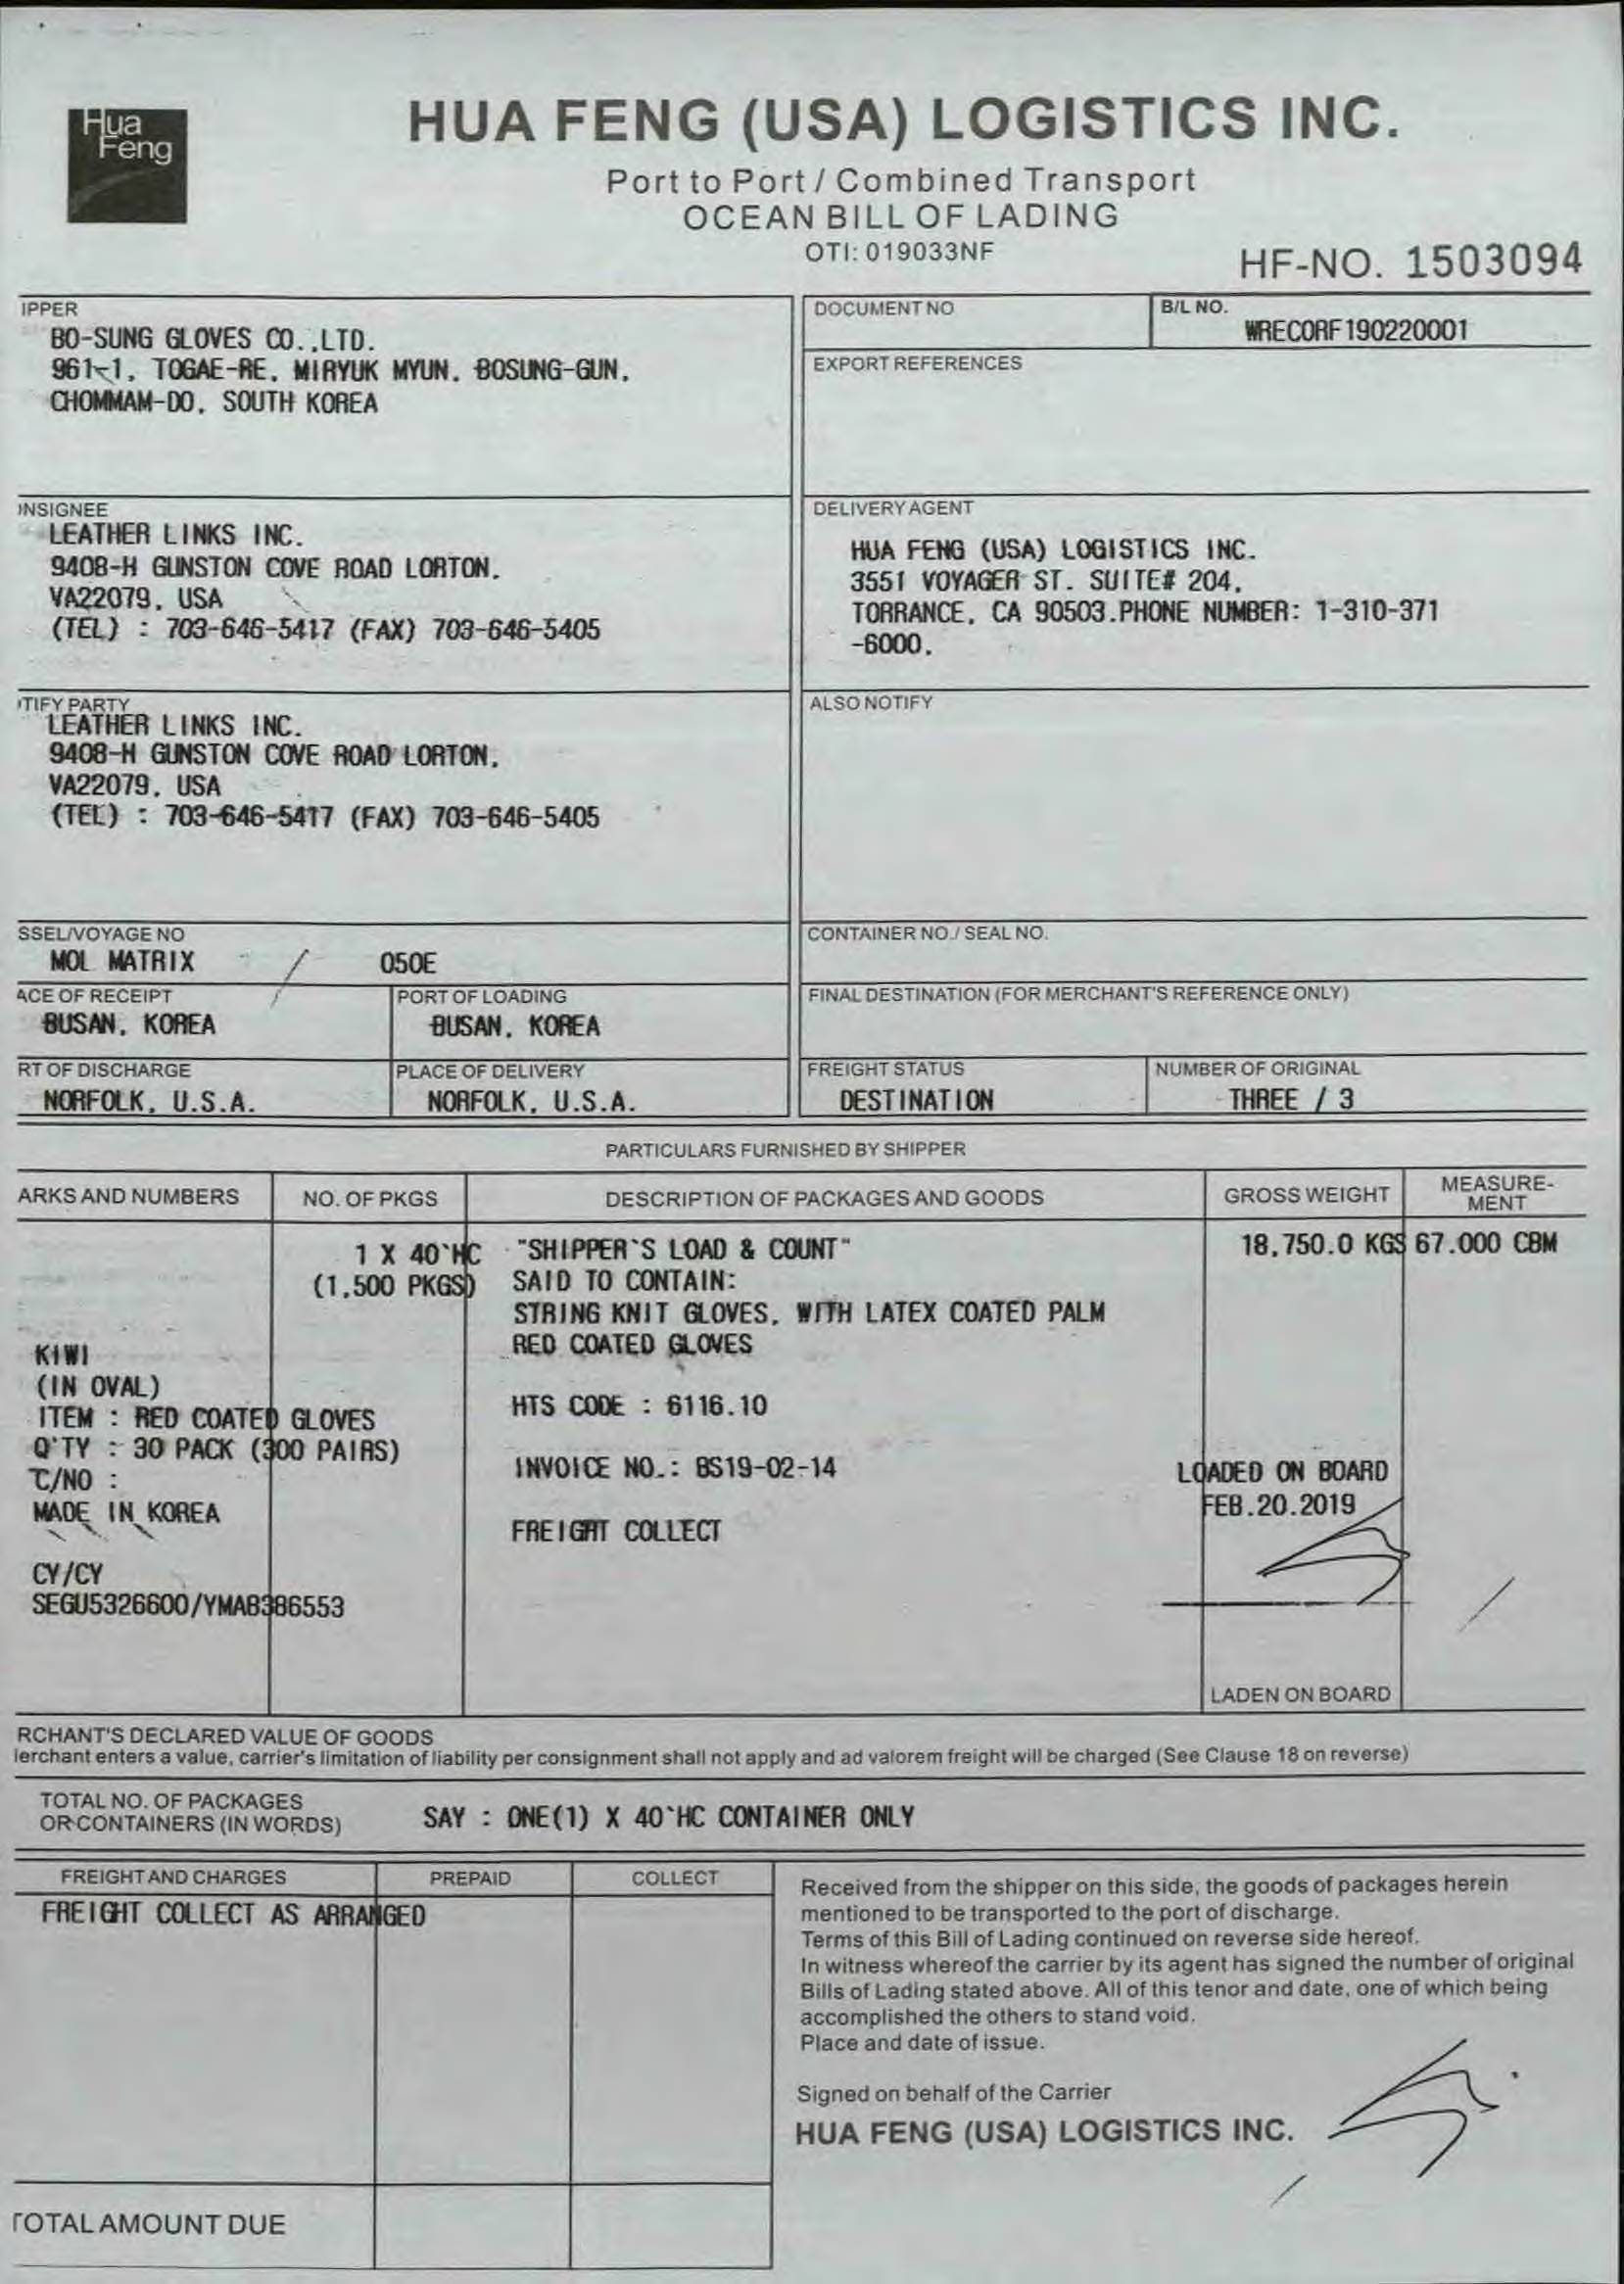 Hua
Feng
HUA FENG (USA) LOGISTICS INC.
Port to Port / Combined Transport
OCEAN BILL OF LADING
OTI: 019033NF
HF-NO. 1503094
IPPER
BO-SUNG GLOVES CO.,LTD.
961-1, TOGAE-RE, MIRYUK MYUN, BOSUNG-GUN,
CHOMMAM-DO, SOUTH KOREA
DOCUMENT NO
B/L NO.
WRECORF190220001
EXPORT REFERENCES
NSIGNEE
LEATHER LINKS INC.
9408-H GUNSTON COVE ROAD LORTON,
VA22079, USA
(TEL) : 703-646-5417 (FAX) 703-646-5405
DELIVERY AGENT
HUA FENG (USA) LOGISTICS INC.
3551 VOYAGER ST. SUITE# 204,
TORRANCE, CA 90503.PHONE NUMBER: 1-310-371
-6000.
TIFY PARTY
LEATHER LINKS INC.
9408-H GUNSTON COVE ROAD LORTON,
VA22079, USA
(TEL) : 703-646-5417 (FAX) 703-646-5405
ALSO NOTIFY
SSEL/VOYAGE NO
MOL MATRIX / 050E
CONTAINER NO./ SEAL NO.
ACE OF RECEIPT
BUSAN, KOREA
PORT OF LOADING
BUSAN, KOREA
FINAL DESTINATION (FOR MERCHANT'S REFERENCE ONLY)
RT OF DISCHARGE
NORFOLK, U.S.A.
PLACE OF DELIVERY
NORFOLK, U.S.A.
FREIGHT STATUS
DESTINATION
NUMBER OF ORIGINAL
THREE / 3
PARTICULARS FURNISHED BY SHIPPER
ARKS AND NUMBERS
NO. OF PKGS
DESCRIPTION OF PACKAGES AND GOODS
GROSS WEIGHT
MEASURE-
MENT
1 X 40`HC "SHIPPER`S LOAD & COUNT" 18,750.0 KGS 67.000 CBM
(1,500 PKGS) SAID TO CONTAIN:
STRING KNIT GLOVES, WITH LATEX COATED PALM
RED COATED GLOVES
KIWI
(IN OVAL)
ITEM : RED COATED GLOVES
Q`TY : 30 PACK (300 PAIRS)
C/NO :
MADE IN KOREA
HTS CODE : 6116.10
INVOICE NO.: BS19-02-14
FREIGHT COLLECT
LOADED ON BOARD
FEB.20.2019
CY/CY
SEGU5326600/YMAB386553
LADEN ON BOARD
RCHANT'S DECLARED VALUE OF GOODS
lerchant enters a value, carrier's limitation of liability per consignment shall not apply and ad valorem freight will be charged (See Clause 18 on reverse)
TOTAL NO. OF PACKAGES
OR CONTAINERS (IN WORDS)
SAY : ONE(1) X 40`HC CONTAINER ONLY
FREIGHT AND CHARGES
PREPAID
COLLECT
FREIGHT COLLECT AS ARRANGED
Received from the shipper on this side, the goods of packages herein
mentioned to be transported to the port of discharge.
Terms of this Bill of Lading continued on reverse side hereof.
In witness whereof the carrier by its agent has signed the number of original
Bills of Lading stated above. All of this tenor and date, one of which being
accomplished the others to stand void.
Place and date of issue.
Signed on behalf of the Carrier
HUA FENG (USA) LOGISTICS INC.
TOTAL AMOUNT DUE